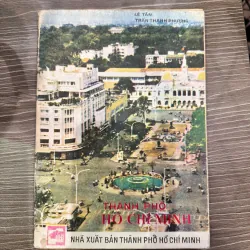 LÊ TÂN
TRẦN THANH PHƯƠNG
THÀNH PHỐ
HỒ CHÍ MINH
NHÀ XUẤT BẢN THÀNH PHỐ HỒ CHÍ MINH